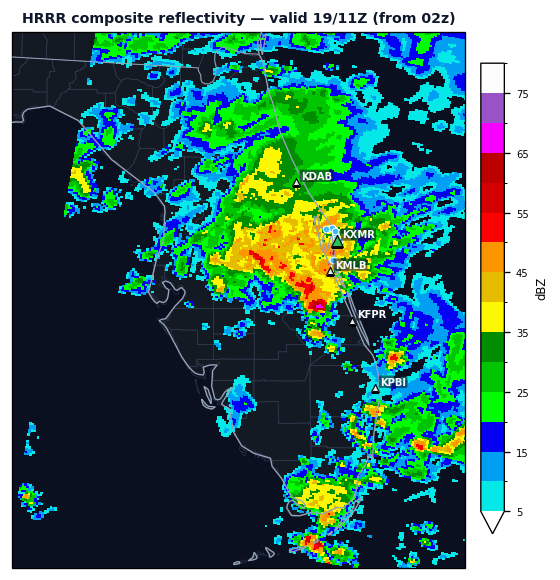 HRRR composite reflectivity — valid 19/11Z (from 02z)
KDAB
KXMR
KMLB
KFPR
KPBI
75
65
55
45
35
25
15
5
dBZ